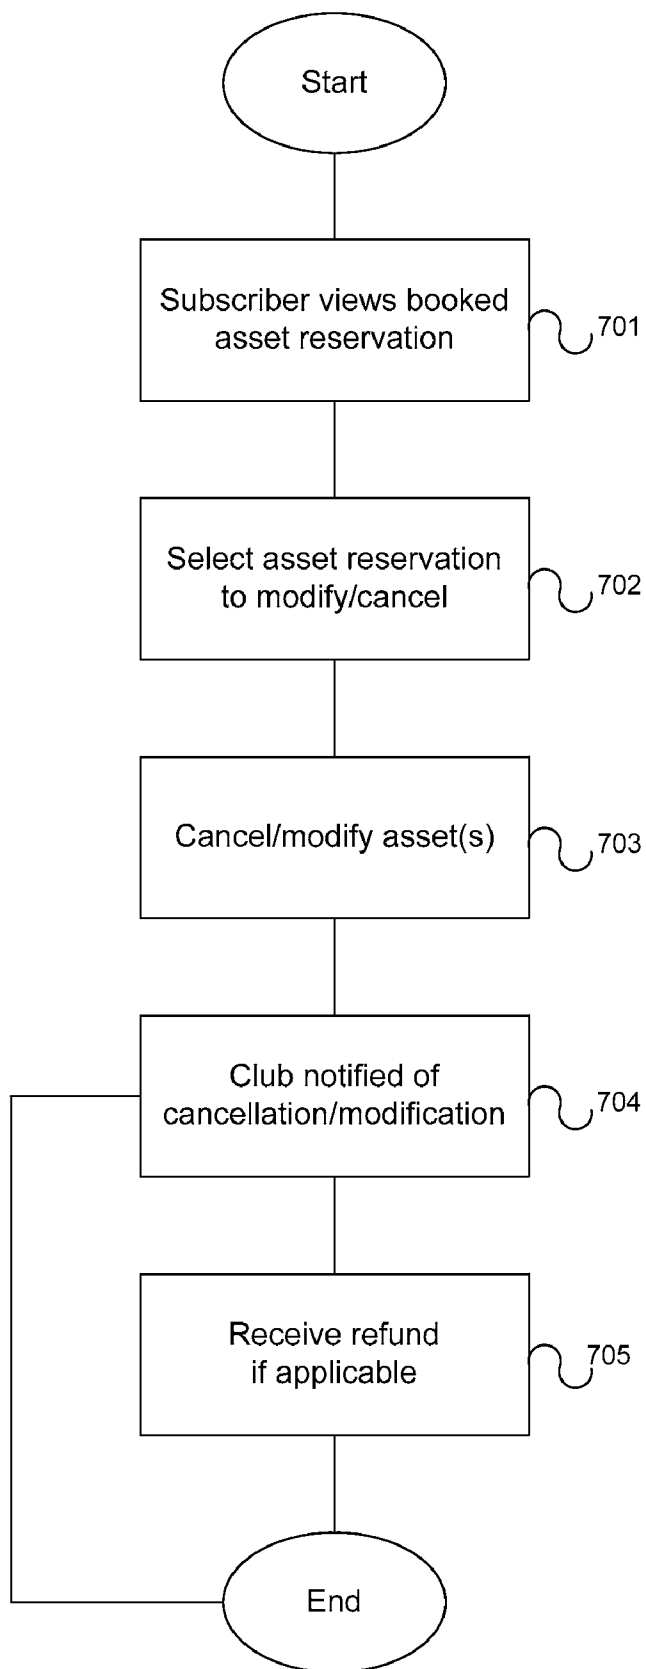 Start
Subscriber views booked
asset reservation
701
Select asset reservation
to modify/cancel
702
Cancel/modify asset(s)
703
Club notified of
cancellation/modification
704
Receive refund
if applicable
705
End